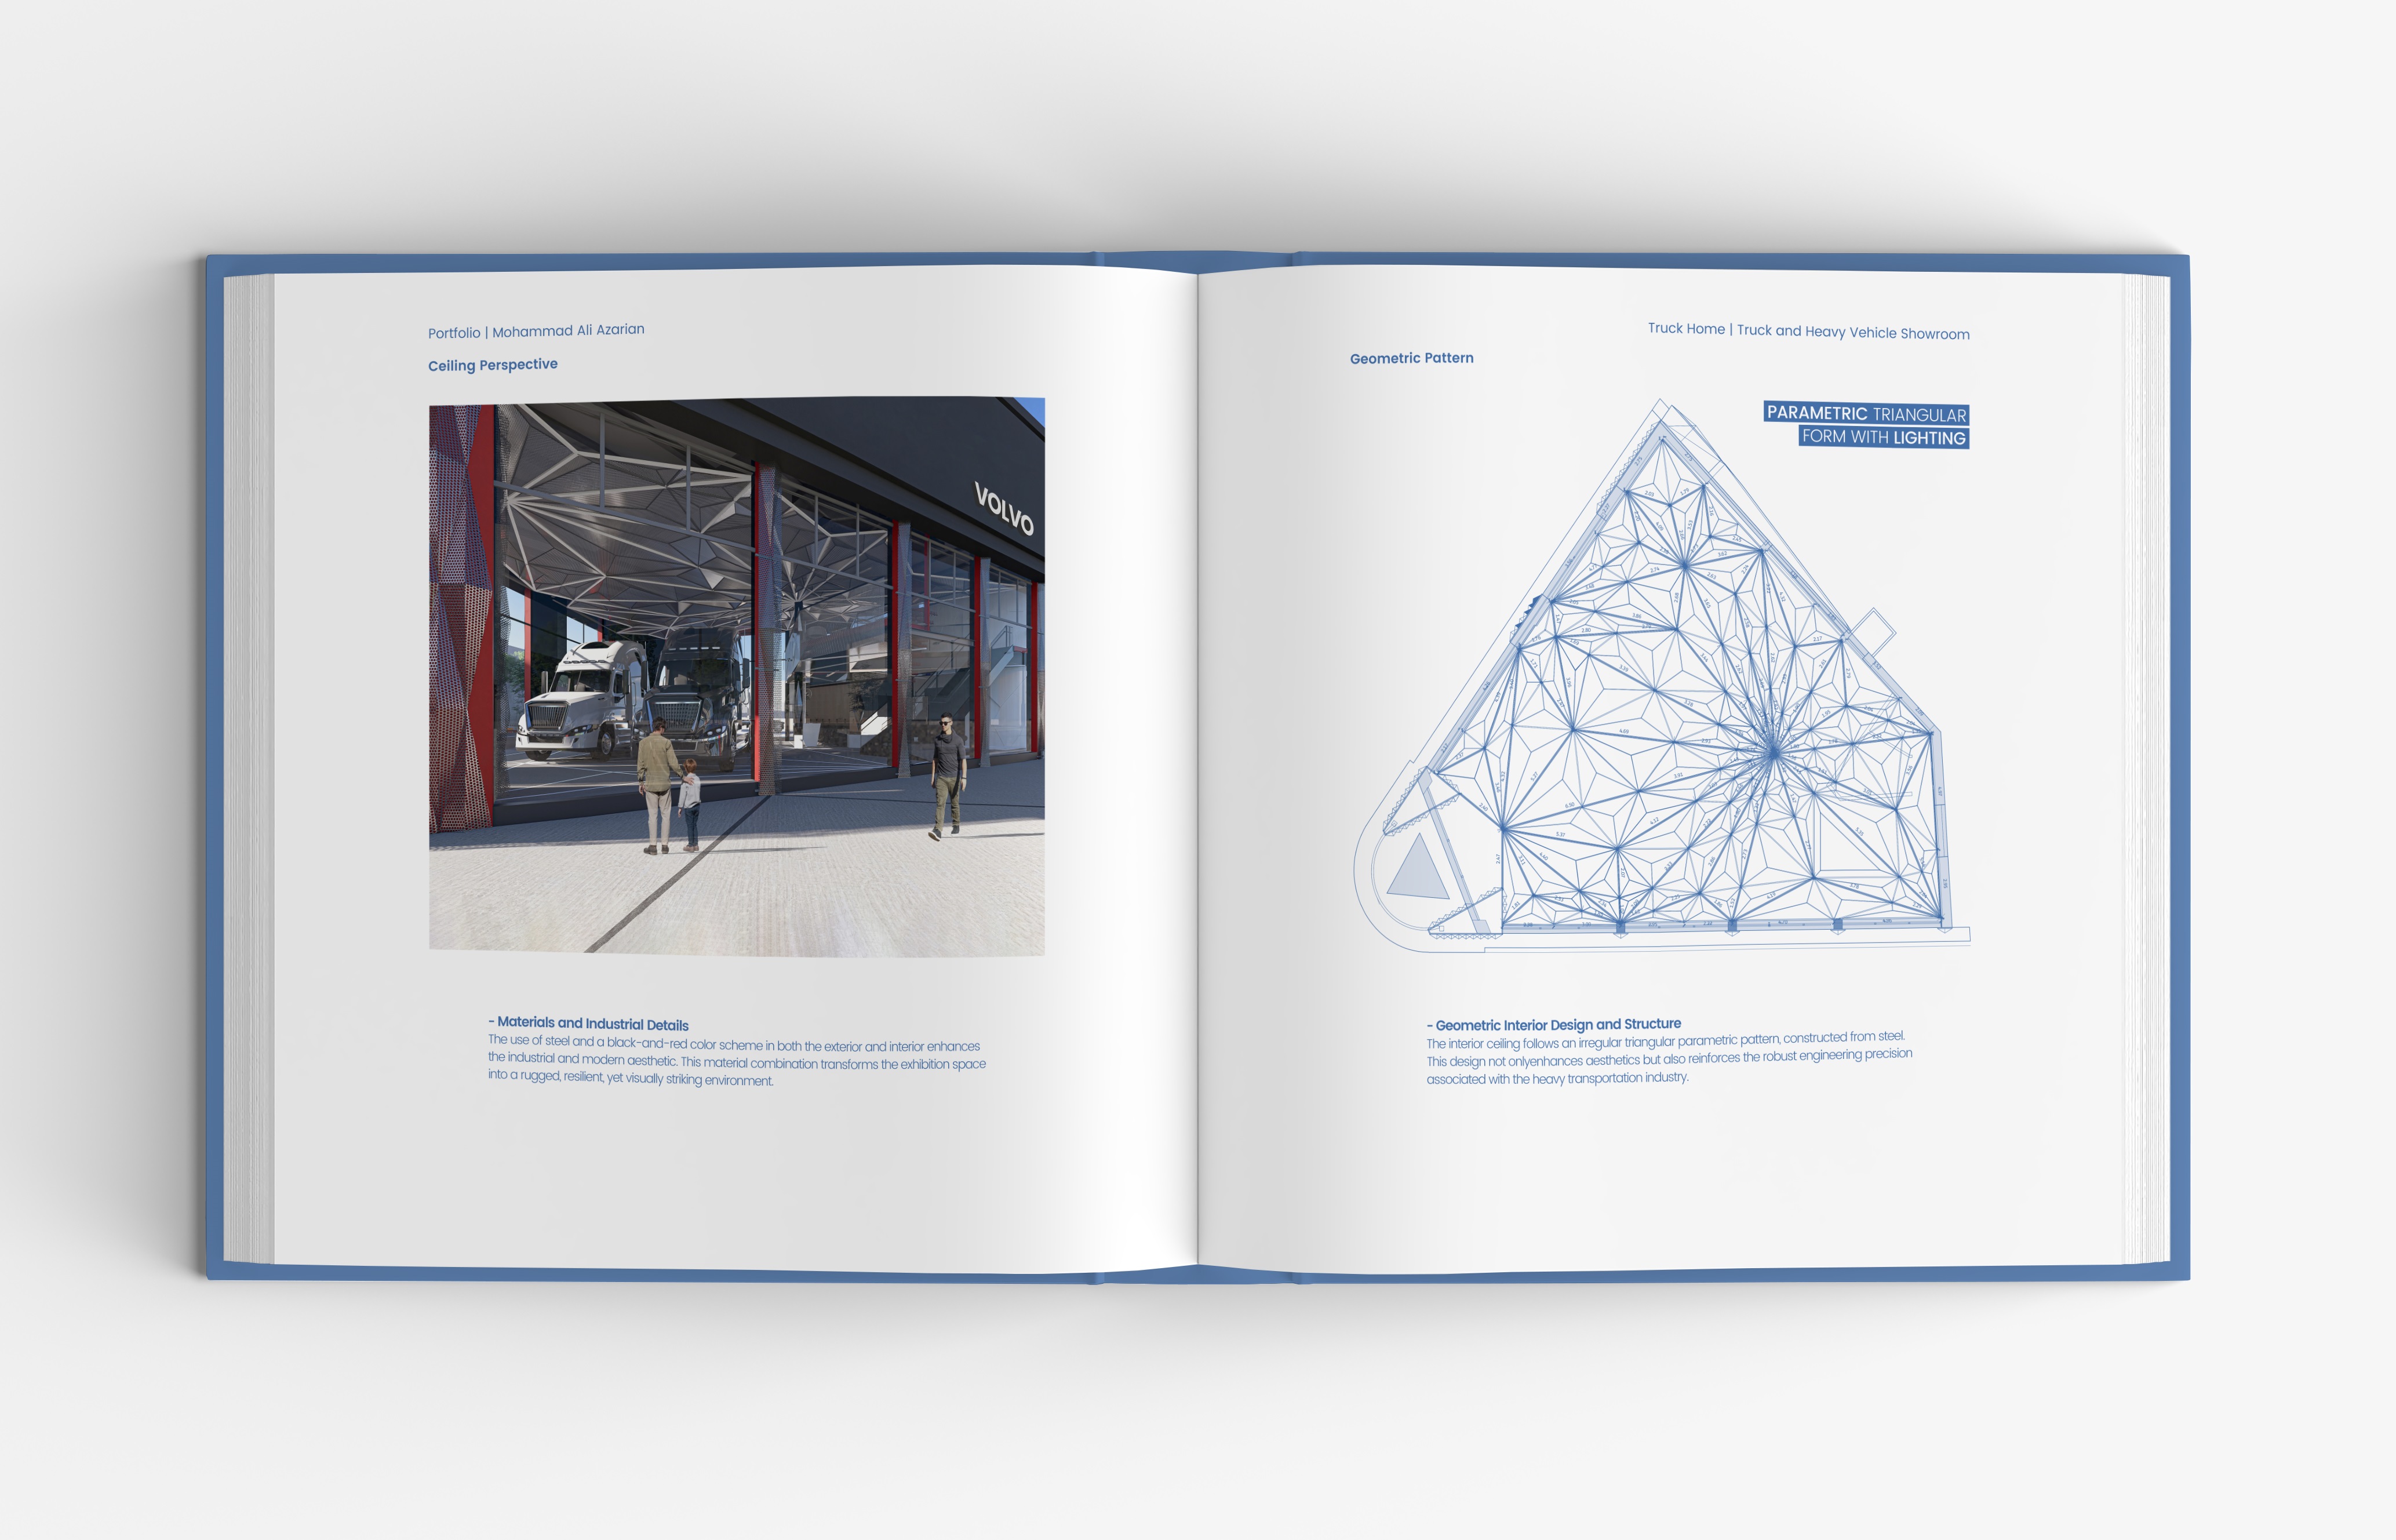 Portfolio | Mohammad Ali Azarian
Ceiling Perspective
VOLVO
- Materials and Industrial Details
The use of steel and a black-and-red color scheme in both the exterior and interior enhances
the industrial and modern aesthetic. This material combination transforms the exhibition space
into a rugged, resilient, yet visually striking environment.
Truck Home | Truck and Heavy Vehicle Showroom
Geometric Pattern
PARAMETRIC TRIANGULAR
FORM WITH LIGHTING
- Geometric Interior Design and Structure
The interior ceiling follows an irregular triangular parametric pattern, constructed from steel.
This design not onlyenhances aesthetics but also reinforces the robust engineering precision
associated with the heavy transportation industry.